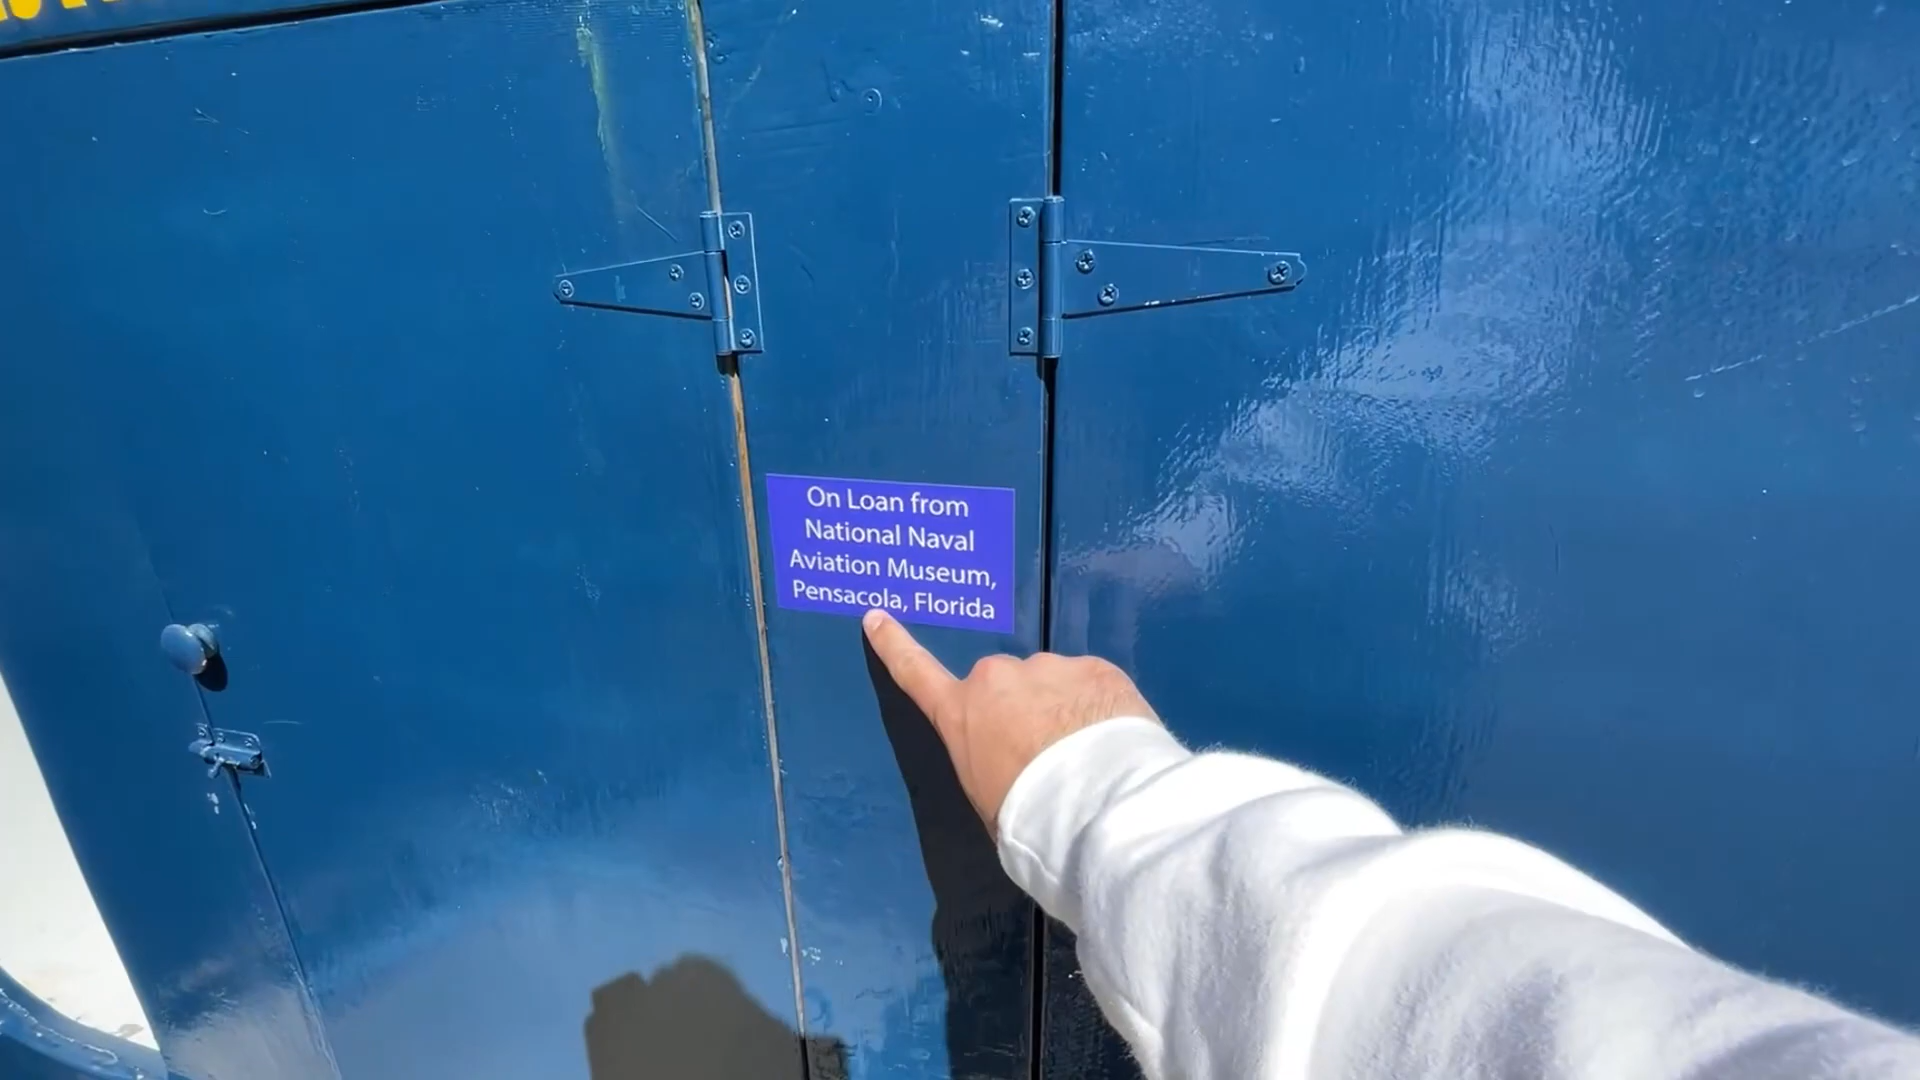 On Loan from
National Naval
Aviation Museum,
Pensacola, Florida